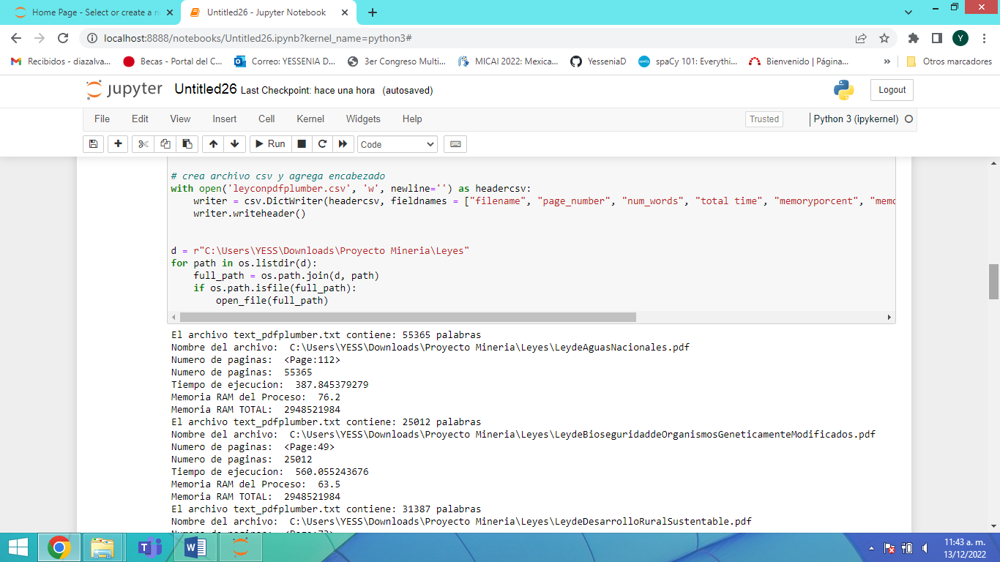 Home Page - Select or create a n
Untitled26 - Jupyter Notebook
localhost:8888/notebooks/Untitled26.ipynb?kernel_name=python3#
Y
Recibidos - diazalva...
Becas - Portal del C...
Correo: YESSENIA D...
3er Congreso Multi...
MICAI 2022: Mexica...
YesseniaD
spaCy 101: Everythi...
Bienvenido | Página...
»
Otros marcadores
jupyter Untitled26 Last Checkpoint: hace una hora (autosaved)
Logout
File Edit View Insert Cell Kernel Widgets Help
Trusted
Python 3 (ipykernel)
Run
Code
# crea archivo csv y agrega encabezado
with open('leyconpdfplumber.csv', 'w', newline='') as headercsv:
    writer = csv.DictWriter(headercsv, fieldnames = ["filename", "page_number", "num_words", "total time", "memoryporcent", "memo
    writer.writeheader()
d = r"C:\Users\YESS\Downloads\Proyecto Mineria\Leyes"
for path in os.listdir(d):
    full_path = os.path.join(d, path)
    if os.path.isfile(full_path):
        open_file(full_path)
El archivo text_pdfplumber.txt contiene: 55365 palabras
Nombre del archivo:  C:\Users\YESS\Downloads\Proyecto Mineria\Leyes\LeydeAguasNacionales.pdf
Numero de paginas:  <Page:112>
Numero de paginas:  55365
Tiempo de ejecucion:  387.845379279
Memoria RAM del Proceso:  76.2
Memoria RAM TOTAL:  2948521984
El archivo text_pdfplumber.txt contiene: 25012 palabras
Nombre del archivo:  C:\Users\YESS\Downloads\Proyecto Mineria\Leyes\LeydeBioseguridaddeOrganismosGeneticamenteModificados.pdf
Numero de paginas:  <Page:49>
Numero de paginas:  25012
Tiempo de ejecucion:  560.055243676
Memoria RAM del Proceso:  63.5
Memoria RAM TOTAL:  2948521984
El archivo text_pdfplumber.txt contiene: 31387 palabras
Nombre del archivo:  C:\Users\YESS\Downloads\Proyecto Mineria\Leyes\LeydeDesarrolloRuralSustentable.pdf
11:43 a. m.
13/12/2022